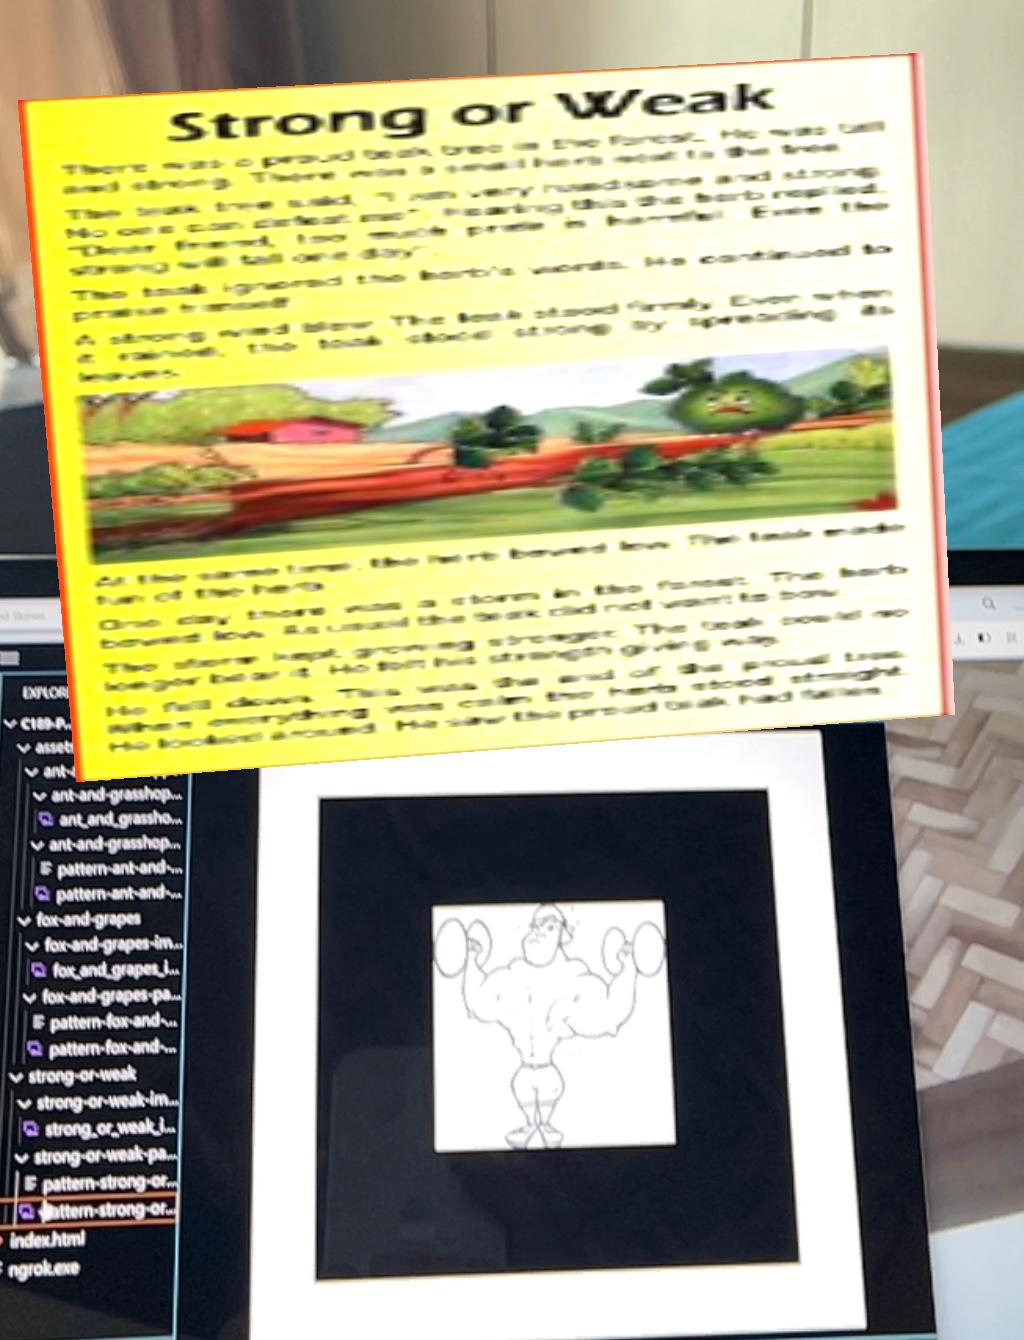 Strong or Weak
There was a proud teak tree in the forest. He was tall
and strong. There was a small herb next to the tree.
The teak tree said, "I am very handsome and strong.
No one can defeat me". Hearing this the herb replied,
"Dear friend, too much pride is harmful. Even the
strong will fall one day".
The teak ignored the herb's words. He continued to
praise himself.
A strong wind blew. The teak stood firmly. Even when
it rained, the teak stood strong by spreading its
leaves.
At the same time, the herb bowed low. The teak made
fun of the herb.
One day, there was a storm in the forest. The herb
bowed low. As usual the teak did not want to bow.
The storm kept growing stronger. The teak could no
longer bear it. He felt his strength giving way.
He fell down. This was the end of the proud tree.
When everything was calm the herb stood straight.
He looked around. He saw the proud teak had fallen.
EXPLOR
C189-P...
asset
ant-
ant-and-grasshop...
ant_and_grassho...
ant-and-grasshop...
pattern-ant-and-...
pattern-ant-and-...
fox-and-grapes
fox-and-grapes-im...
fox_and_grapes_i...
fox-and-grapes-pa...
pattern-fox-and-...
pattern-fox-and-...
strong-or-weak
strong-or-weak-im...
strong_or_weak_i...
strong-or-weak-pa...
pattern-strong-or...
pattern-strong-or...
index.html
ngrok.exe